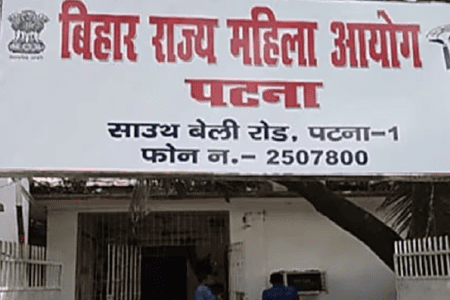 बिहार राज्य महिला आयोग
पटना
साउथ बेली रोड, पटना-1
फोन न.- 2507800